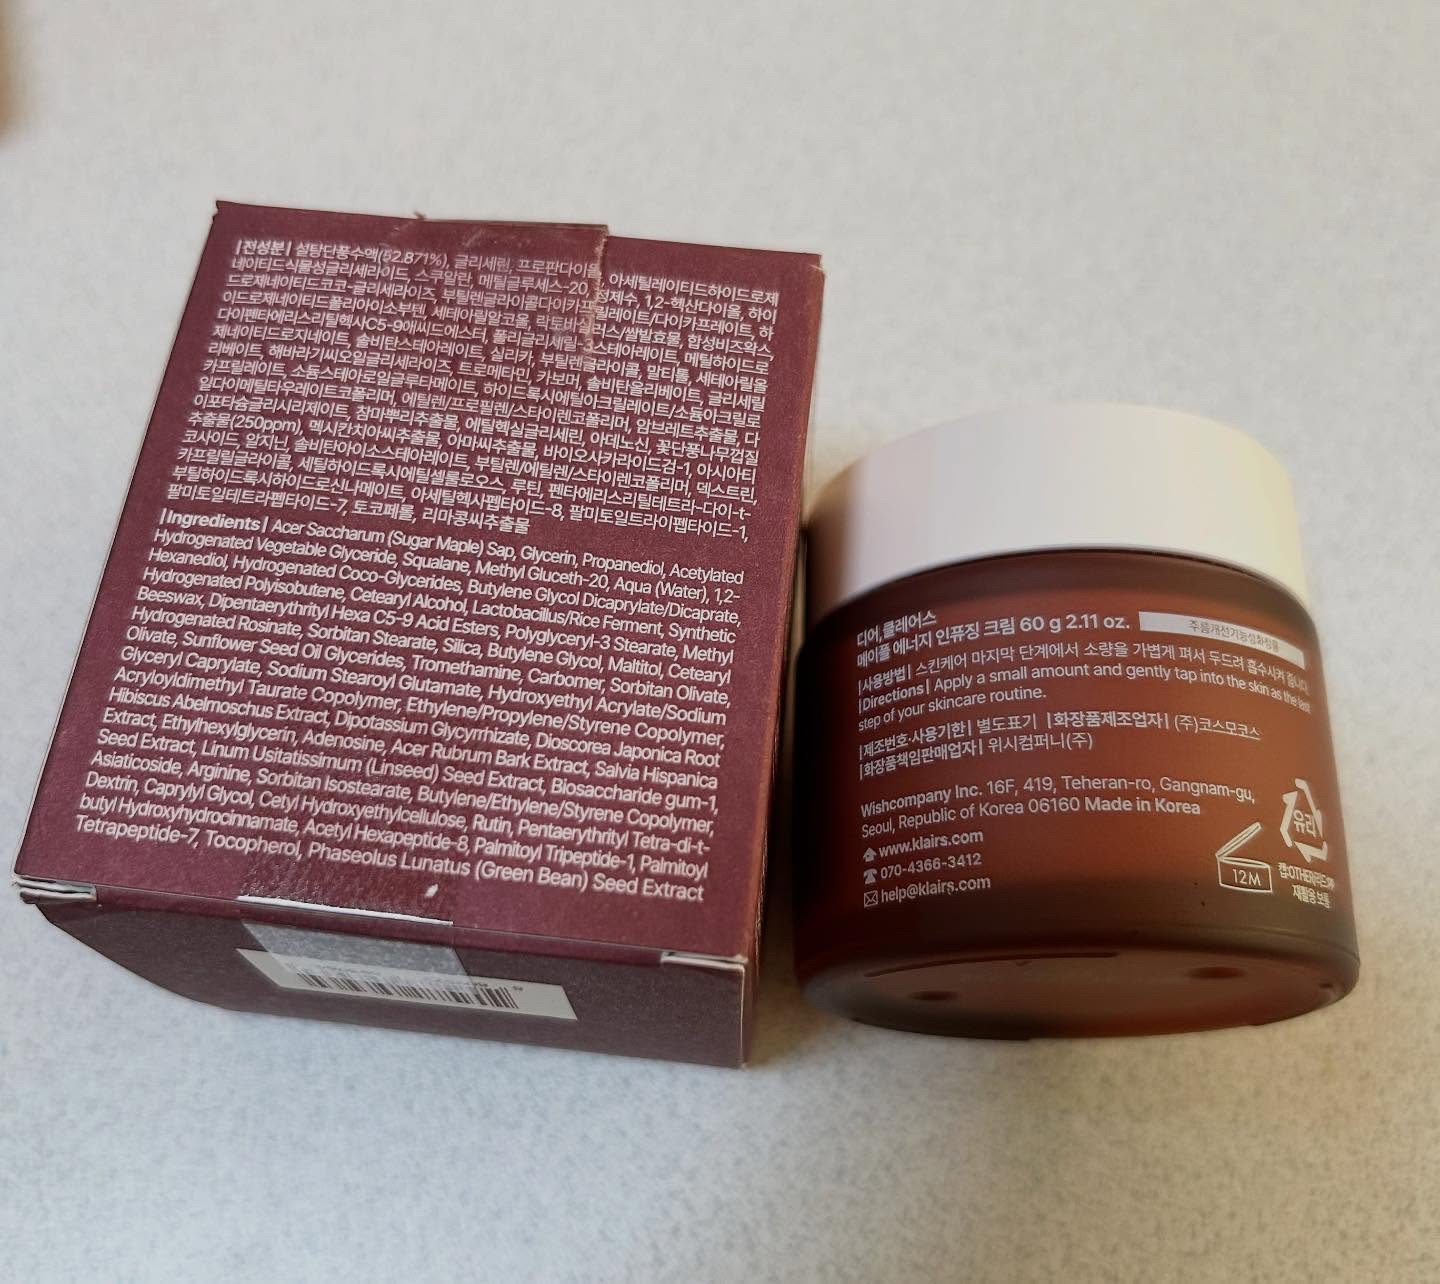 |전성분| 설탕단풍수액(52.871%), 글리세린, 프로판다이올, 아세틸레이티드하이드로제
네이티드식물성글리세라이드, 스쿠알란, 메틸글루세스-20, 정제수, 1,2-헥산다이올, 하이
드로제네이티드코코-글리세라이즈, 부틸렌글라이콜다이카프릴레이트/다이카프레이트, 하
이드로제네이티드폴리아이소부텐, 세테아릴알코올, 락토바실러스/쌀발효물, 합성비즈왁스,
다이펜타에리스리틸헥사C5-9애씨드에스터, 폴리글리세릴-3스테아레이트, 메틸하이드로
제네이티드로지네이트, 솔비탄스테아레이트, 실리카, 부틸렌글라이콜, 말티톨, 세테아릴올
리베이트, 해바라기씨오일글리세라이즈, 트로메타민, 카보머, 솔비탄올리베이트, 글리세릴
카프릴레이트, 소듐스테아로일글루타메이트, 하이드록시에틸아크릴레이트/소듐아크릴로
일다이메틸타우레이트코폴리머, 에틸렌/프로필렌/스타이렌코폴리머, 암브레트추출물, 다
이포타슘글리시리제이트, 참마뿌리추출물, 에틸헥실글리세린, 아데노신, 꽃단풍나무껍질
추출물(250ppm), 멕시칸치아씨추출물, 아마씨추출물, 바이오사카라이드검-1, 아시아티
코사이드, 알지닌, 솔비탄아이소스테아레이트, 부틸렌/에틸렌/스타이렌코폴리머, 덱스트린,
카프릴릴글라이콜, 세틸하이드록시에틸셀룰로오스, 루틴, 펜타에리스리틸테트라-다이-t-
부틸하이드록시하이드로신나메이트, 아세틸헥사펩타이드-8, 팔미토일트라이펩타이드-1,
팔미토일테트라펩타이드-7, 토코페롤, 리마콩씨추출물
|Ingredients| Acer Saccharum (Sugar Maple) Sap, Glycerin, Propanediol, Acetylated
Hydrogenated Vegetable Glyceride, Squalane, Methyl Gluceth-20, Aqua (Water), 1,2-
Hexanediol, Hydrogenated Coco-Glycerides, Butylene Glycol Dicaprylate/Dicaprate,
Hydrogenated Polyisobutene, Cetearyl Alcohol, Lactobacillus/Rice Ferment, Synthetic
Beeswax, Dipentaerythrityl Hexa C5-9 Acid Esters, Polyglyceryl-3 Stearate, Methyl
Hydrogenated Rosinate, Sorbitan Stearate, Silica, Butylene Glycol, Maltitol, Cetearyl
Olivate, Sunflower Seed Oil Glycerides, Tromethamine, Carbomer, Sorbitan Olivate,
Glyceryl Caprylate, Sodium Stearoyl Glutamate, Hydroxyethyl Acrylate/Sodium
Acryloyldimethyl Taurate Copolymer, Ethylene/Propylene/Styrene Copolymer,
Hibiscus Abelmoschus Extract, Dipotassium Glycyrrhizate, Dioscorea Japonica Root
Extract, Ethylhexylglycerin, Adenosine, Acer Rubrum Bark Extract, Salvia Hispanica
Seed Extract, Linum Usitatissimum (Linseed) Seed Extract, Biosaccharide gum-1,
Asiaticoside, Arginine, Sorbitan Isostearate, Butylene/Ethylene/Styrene Copolymer,
Dextrin, Caprylyl Glycol, Cetyl Hydroxyethylcellulose, Rutin, Pentaerythrityl Tetra-di-t-
butyl Hydroxyhydrocinnamate, Acetyl Hexapeptide-8, Palmitoyl Tripeptide-1, Palmitoyl
Tetrapeptide-7, Tocopherol, Phaseolus Lunatus (Green Bean) Seed Extract
디어,클레어스
메이플 에너지 인퓨징 크림 60 g 2.11 oz. 주름개선기능성화장품
|사용방법| 스킨케어 마지막 단계에서 소량을 가볍게 펴서 두드려 흡수시켜 줍니다.
|Directions| Apply a small amount and gently tap into the skin as the last
step of your skincare routine.
|제조번호·사용기한| 별도표기 |화장품제조업자| (주)코스모코스
|화장품책임판매업자| 위시컴퍼니(주)
Wishcompany Inc. 16F, 419, Teheran-ro, Gangnam-gu,
Seoul, Republic of Korea 06160 Made in Korea
www.klairs.com
070-4366-3412
help@klairs.com
12M
유리
캡:OTHER
재활용 보통